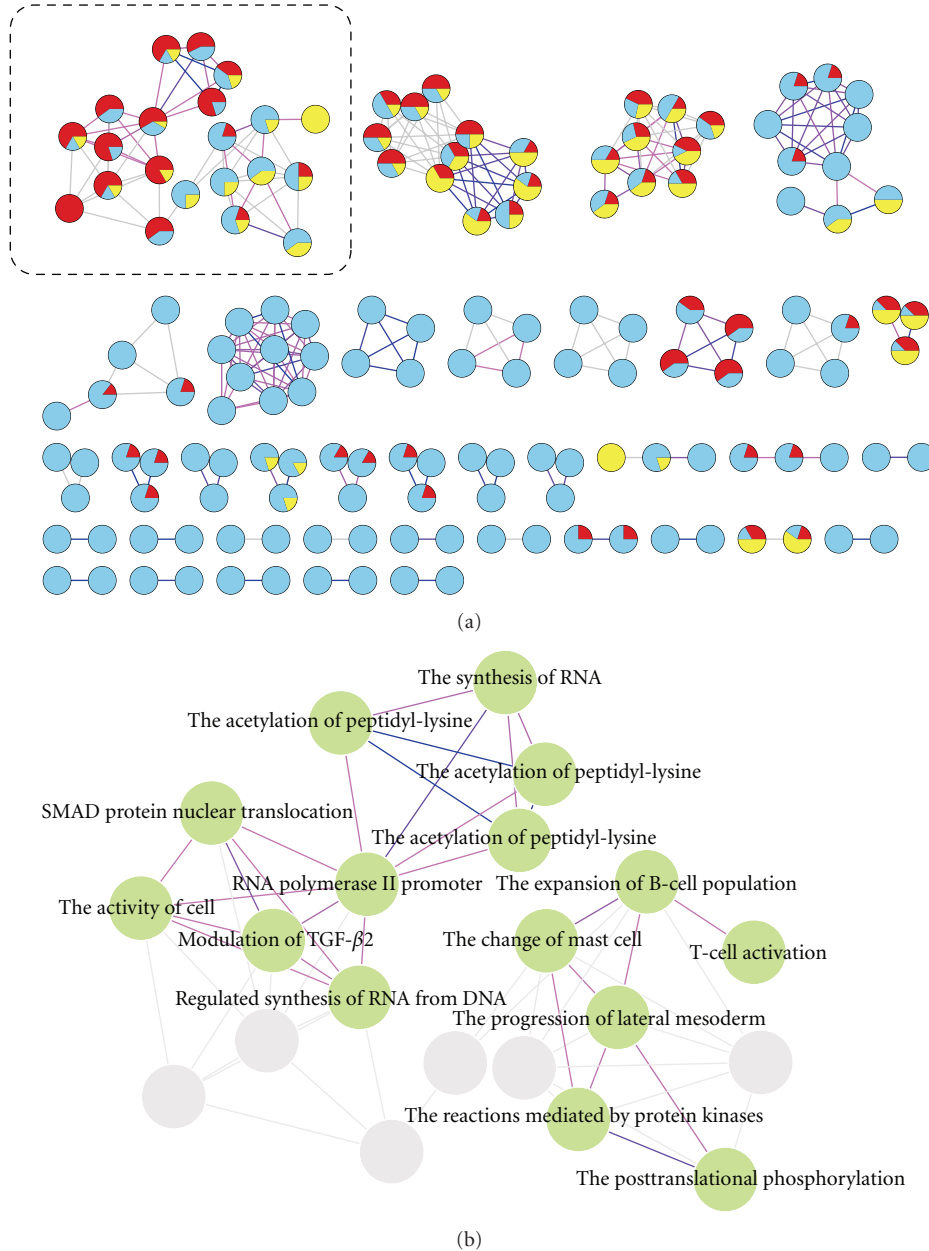 (a)
The synthesis of RNA
The acetylation of peptidyl-lysine
The acetylation of peptidyl-lysine
SMAD protein nuclear translocation
The acetylation of peptidyl-lysine
RNA polymerase II promoter
The expansion of B-cell population
The activity of cell
Modulation of TGF-β2
The change of mast cell
T-cell activation
Regulated synthesis of RNA from DNA
The progression of lateral mesoderm
The reactions mediated by protein kinases
The posttranslational phosphorylation
(b)